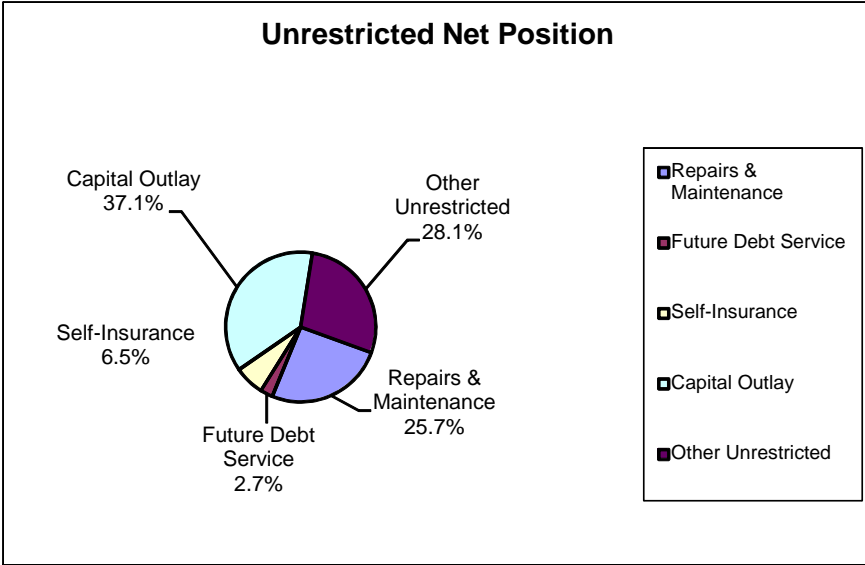 Unrestricted Net Position
Capital Outlay
37.1%
Other
Unrestricted
28.1%
Self-Insurance
6.5%
Repairs &
Maintenance
25.7%
Future Debt
Service
2.7%
Repairs &
Maintenance
Future Debt Service
Self-Insurance
Capital Outlay
Other Unrestricted